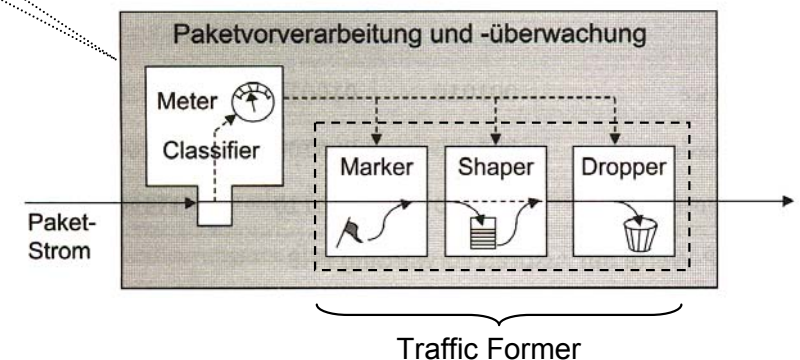 Paketvorverarbeitung und -überwachung
Meter
Classifier
Marker
Shaper
Dropper
Paket-
Strom
Traffic Former